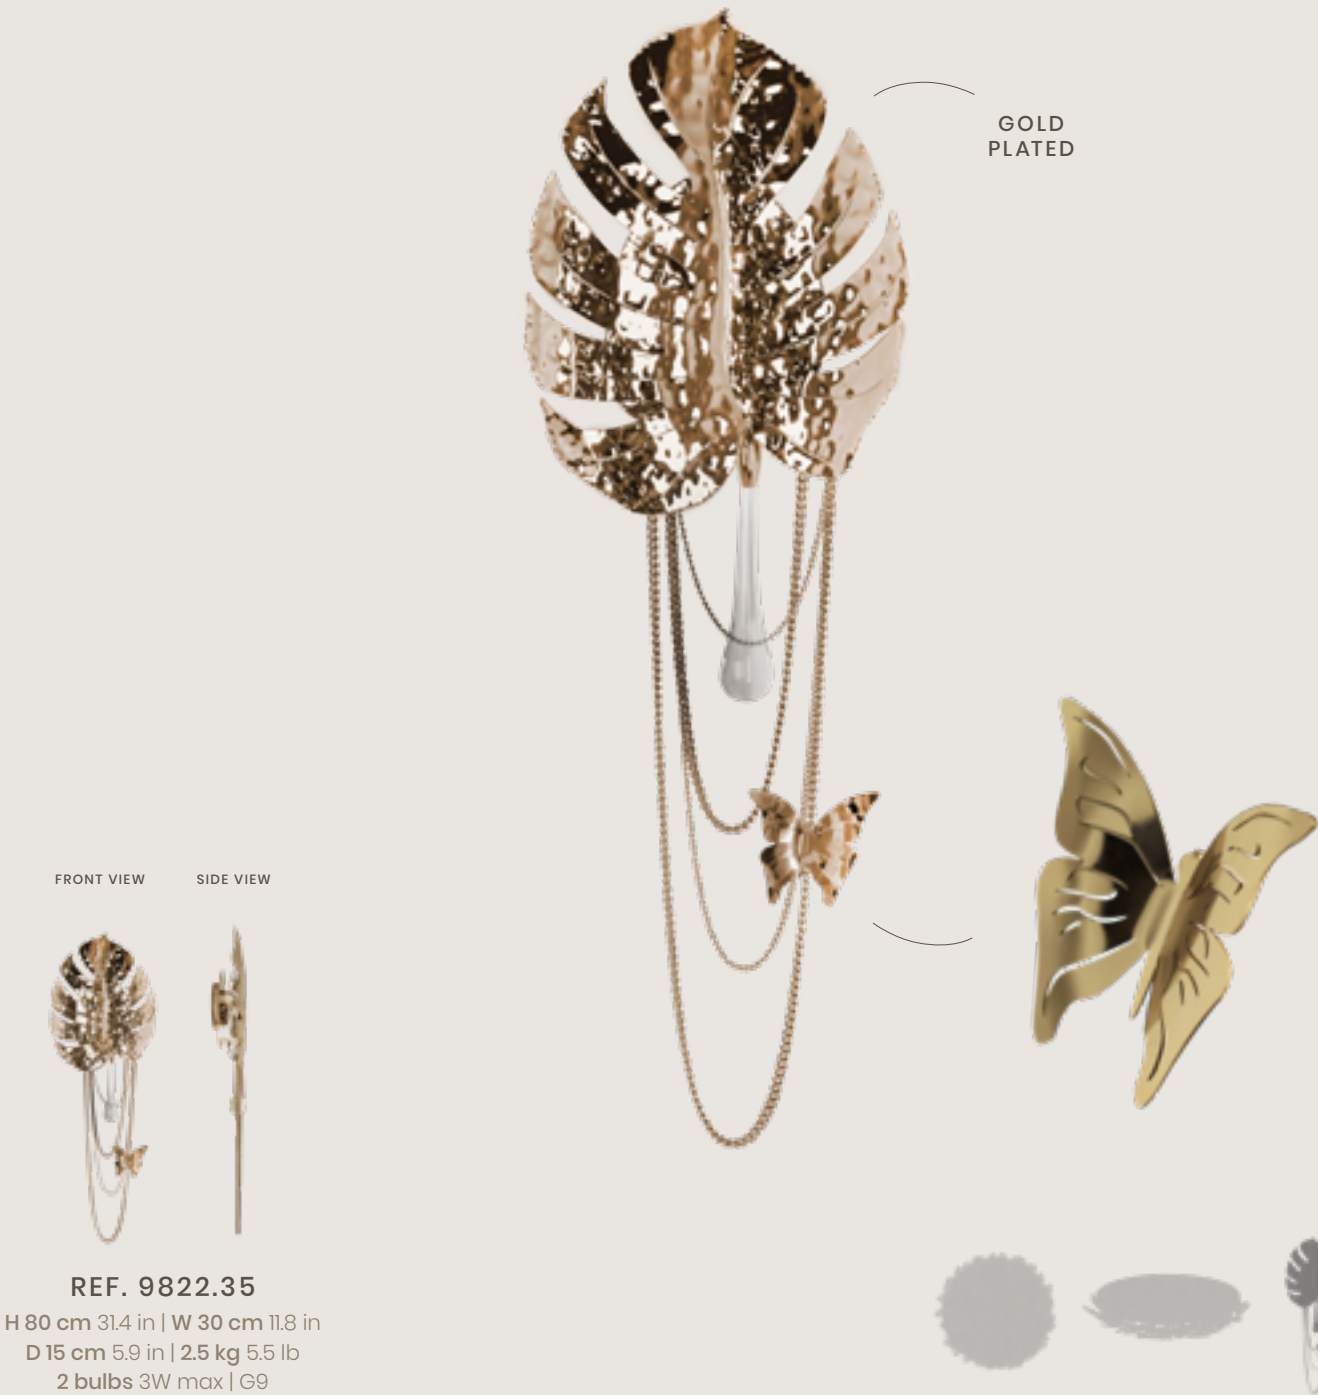 GOLD
PLATED
FRONT VIEW
SIDE VIEW
REF. 9822.35
H 80 cm 31.4 in | W 30 cm 11.8 in
D 15 cm 5.9 in | 2.5 kg 5.5 lb
2 bulbs 3W max | G9